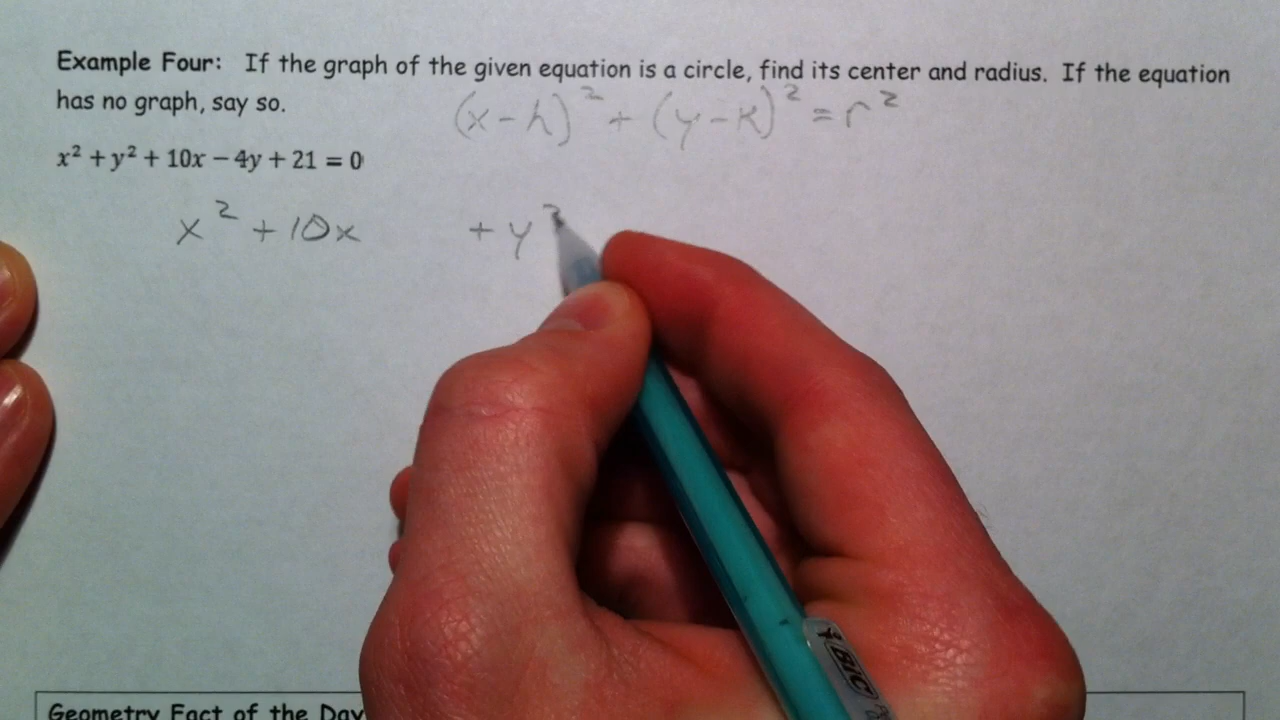 Example Four: If the graph of the given equation is a circle, find its center and radius. If the equation
has no graph, say so.
(x-h)² + (y-k)² = r²
x² + y² + 10x − 4y + 21 = 0
x² + 10x + y²
BIC
Geometry Fact of the Day